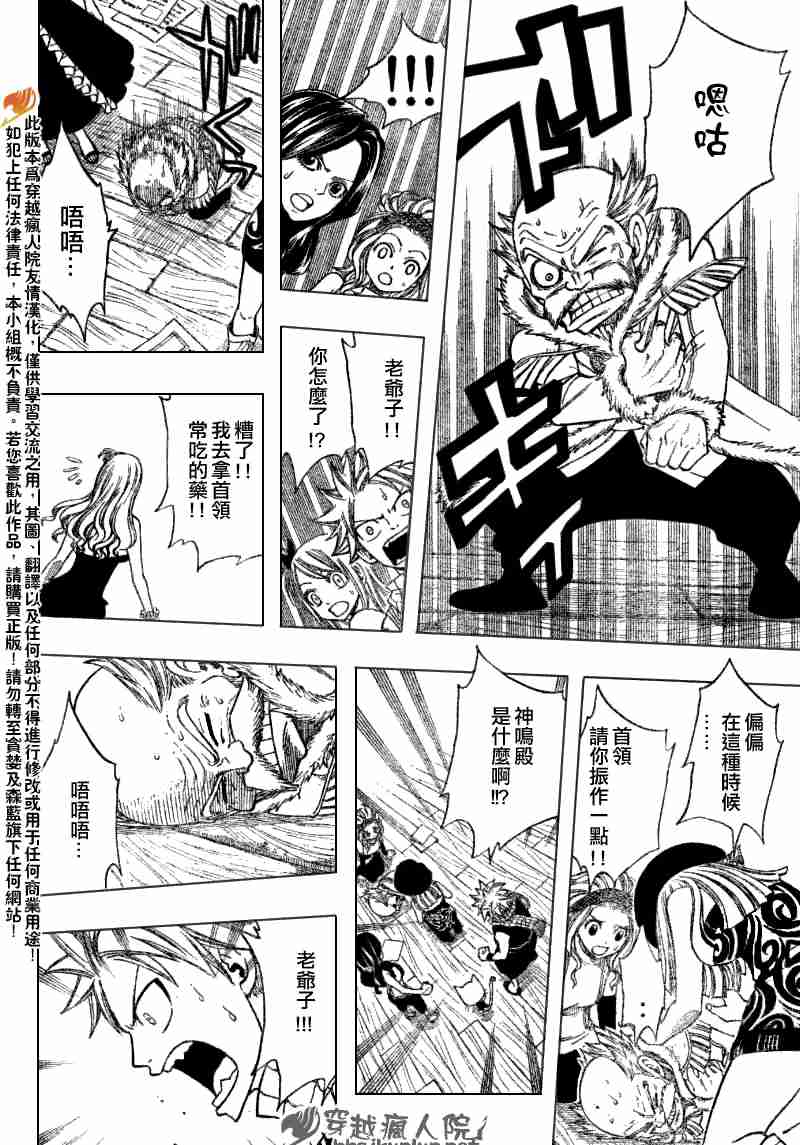 嗯咕
!!!
唔唔…
老爺子!!
你怎麼了!?
糟了!!
我去拿首領
常吃的藥!!
偏偏
在這種時候
……
首領
請你振作一點!!
…
神鳴殿
是什麼啊!!?
唔唔唔…
老爺子!!!
此版本爲穿越瘋人院友情漢化，僅供學習交流之用，其圖、翻譯以及任何部分不得進行修改或用于任何商業用途！
如犯上任何法律責任，本小組概不負責。若您喜歡此作品，請購買正版！請勿轉至貪婪及森藍旗下任何網站！
穿越瘋人院